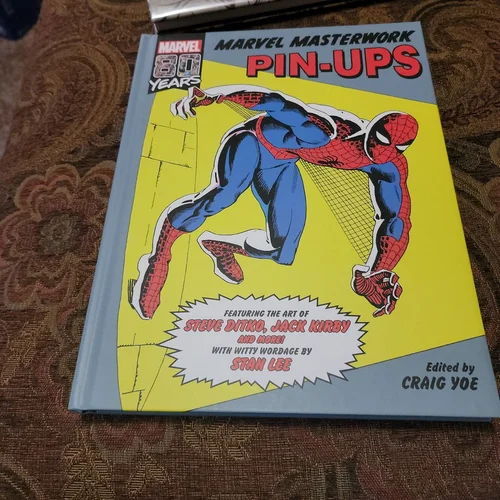 MARVEL
80
YEARS
MARVEL MASTERWORK
PIN-UPS
FEATURING THE ART OF
STEVE DITKO, JACK KIRBY
AND MORE!
WITH WITTY WORDAGE BY
STAN LEE
Edited by
CRAIG YOE